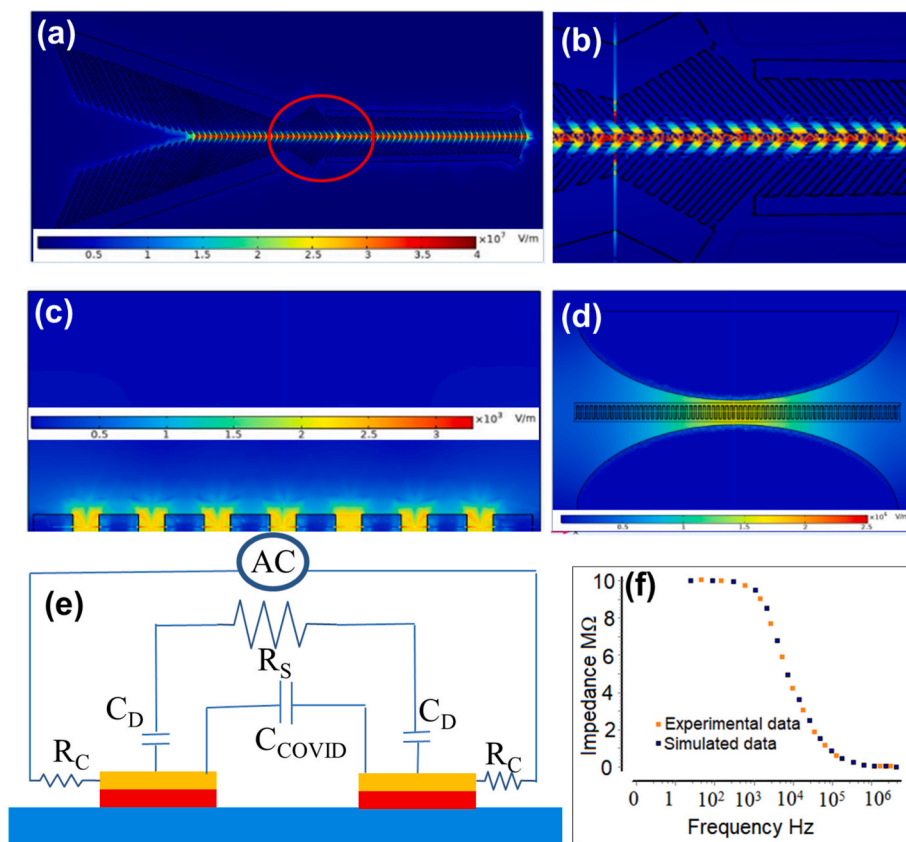 (a)
×10⁷ V/m
0.5 1 1.5 2 2.5 3 3.5 4
(b)
(c)
×10³ V/m
0.5 1 1.5 2 2.5 3
(d)
0.5 1 1.5 2 2.5
x
(e)
AC
R_S
C_D
C_D
C_COVID
R_C
R_C
(f)
Impedance MΩ
10
8
6
4
2
0
Experimental data
Simulated data
0 1 10² 10³ 10⁴ 10⁵ 10⁶
Frequency Hz